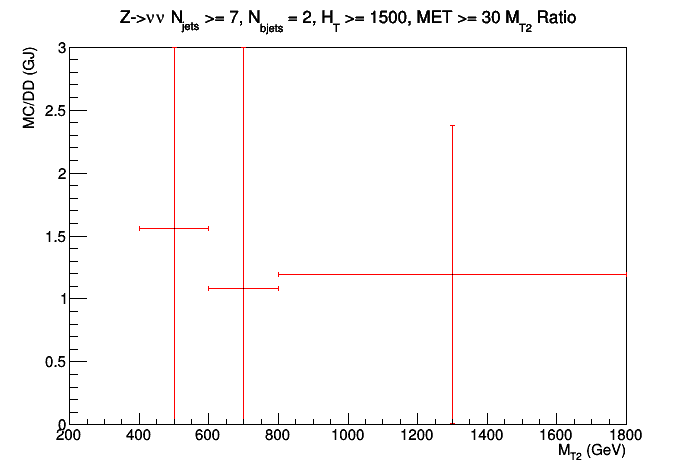 Z->νν N_jets >= 7, N_bjets = 2, H_T >= 1500, MET >= 30 M_T2 Ratio
MC/DD (GJ)
3
2.5
2
1.5
1
0.5
0
200 400 600 800 1000 1200 1400 1600 1800
M_T2 (GeV)